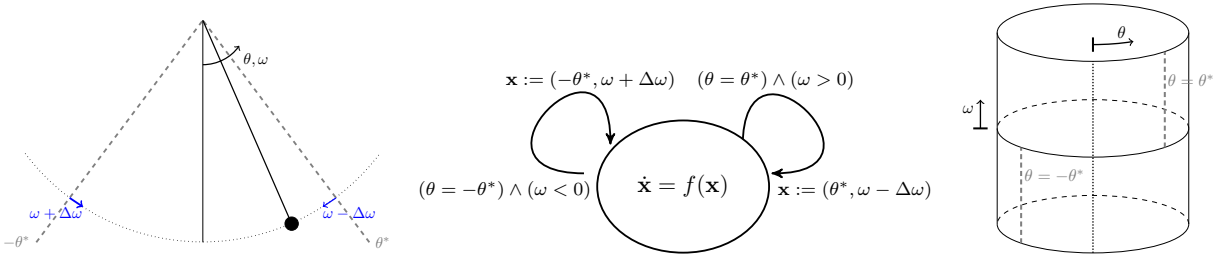 θ, ω
ω + Δω
ω − Δω
−θ*
θ*
x := (−θ*, ω + Δω)
(θ = θ*) ∧ (ω > 0)
(θ = −θ*) ∧ (ω < 0)
ẋ = f(x)
x := (θ*, ω − Δω)
θ
θ = θ*
ω
θ = −θ*